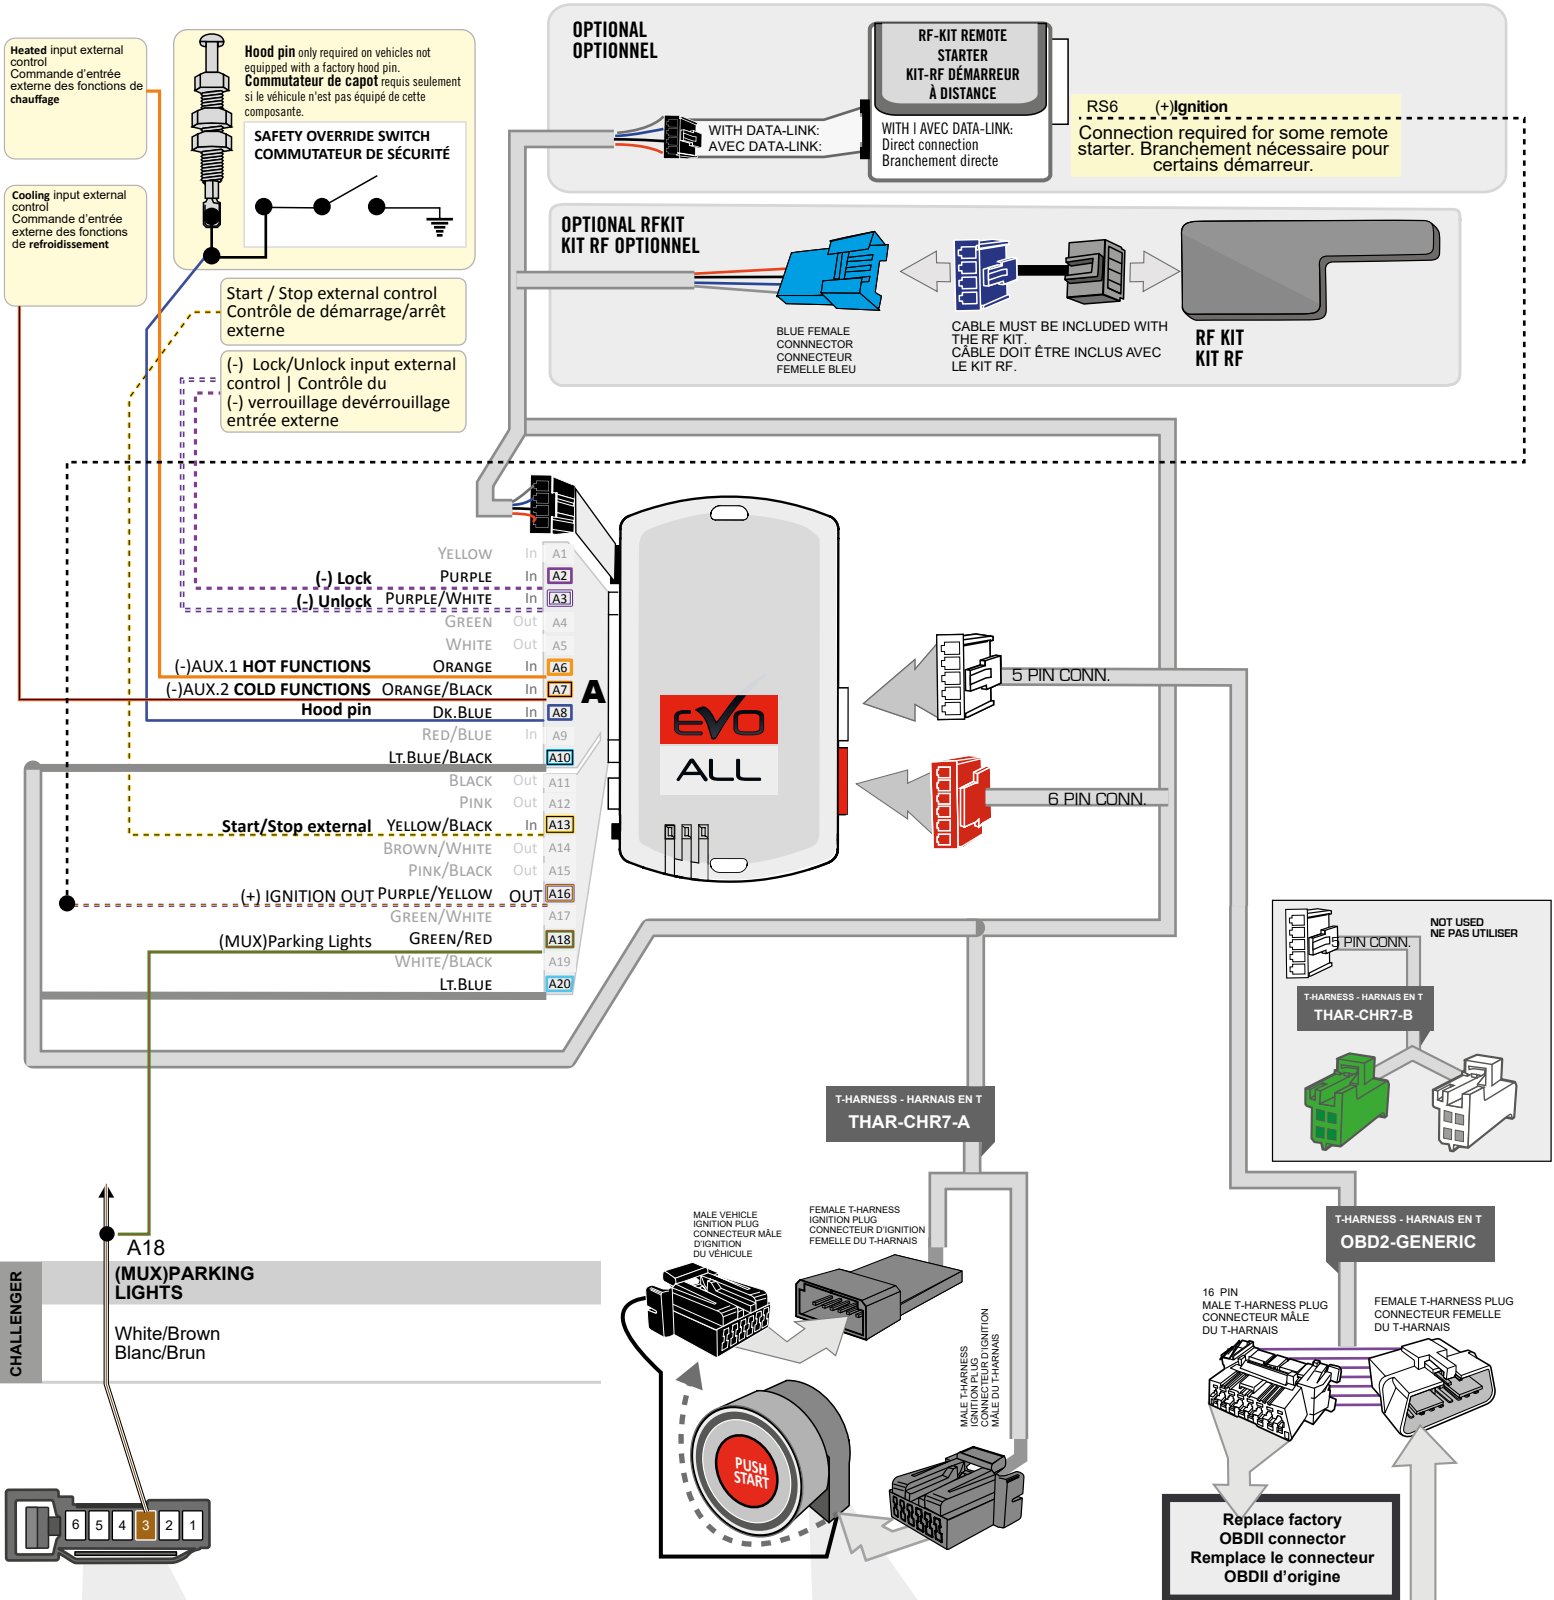 Heated input external
control
Commande d'entrée
externe des fonctions de
chauffage
Cooling input external
control
Commande d'entrée
externe des fonctions
de refroidissement
Hood pin only required on vehicles not
equipped with a factory hood pin.
Commutateur de capot requis seulement
si le véhicule n'est pas équipé de cette
composante.
SAFETY OVERRIDE SWITCH
COMMUTATEUR DE SÉCURITÉ
Start / Stop external control
Contrôle de démarrage/arrêt
externe
(-) Lock/Unlock input external
control | Contrôle du
(-) verrouillage devérrouillage
entrée externe
OPTIONAL
OPTIONNEL
RF-KIT REMOTE
STARTER
KIT-RF DÉMARREUR
À DISTANCE
WITH DATA-LINK:
AVEC DATA-LINK:
WITH | AVEC DATA-LINK:
Direct connection
Branchement directe
RS6 (+)Ignition
Connection required for some remote
starter. Branchement nécessaire pour
certains démarreur.
OPTIONAL RFKIT
KIT RF OPTIONNEL
BLUE FEMALE
CONNNECTOR
CONNECTEUR
FEMELLE BLEU
CABLE MUST BE INCLUDED WITH
THE RF KIT.
CÂBLE DOIT ÊTRE INCLUS AVEC
LE KIT RF.
RF KIT
KIT RF
YELLOW In A1
(-) Lock PURPLE In A2
(-) Unlock PURPLE/WHITE In A3
GREEN Out A4
WHITE Out A5
(-)AUX.1 HOT FUNCTIONS ORANGE In A6
(-)AUX.2 COLD FUNCTIONS ORANGE/BLACK In A7
Hood pin DK.BLUE In A8
RED/BLUE In A9
LT.BLUE/BLACK A10
BLACK Out A11
PINK Out A12
Start/Stop external YELLOW/BLACK In A13
BROWN/WHITE Out A14
PINK/BLACK Out A15
(+) IGNITION OUT PURPLE/YELLOW OUT A16
GREEN/WHITE A17
(MUX)Parking Lights GREEN/RED A18
WHITE/BLACK A19
LT.BLUE A20
A
EVO
ALL
5 PIN CONN.
6 PIN CONN.
NOT USED
NE PAS UTILISER
5 PIN CONN.
T-HARNESS - HARNAIS EN T
THAR-CHR7-B
T-HARNESS - HARNAIS EN T
THAR-CHR7-A
T-HARNESS - HARNAIS EN T
OBD2-GENERIC
A18
CHALLENGER
(MUX)PARKING
LIGHTS
White/Brown
Blanc/Brun
6 5 4 3 2 1
MALE VEHICLE
IGNITION PLUG
CONNECTEUR MÂLE
D'IGNITION
DU VÉHICULE
FEMALE T-HARNESS
IGNITION PLUG
CONNECTEUR D'IGNITION
FEMELLE DU T-HARNAIS
MALE T-HARNESS
IGNITION PLUG
CONNECTEUR D'IGNITION
MÂLE DU T-HARNAIS
PUSH
START
16 PIN
MALE T-HARNESS PLUG
CONNECTEUR MÂLE
DU T-HARNAIS
FEMALE T-HARNESS PLUG
CONNECTEUR FEMELLE
DU T-HARNAIS
Replace factory
OBDII connector
Remplace le connecteur
OBDII d'origine